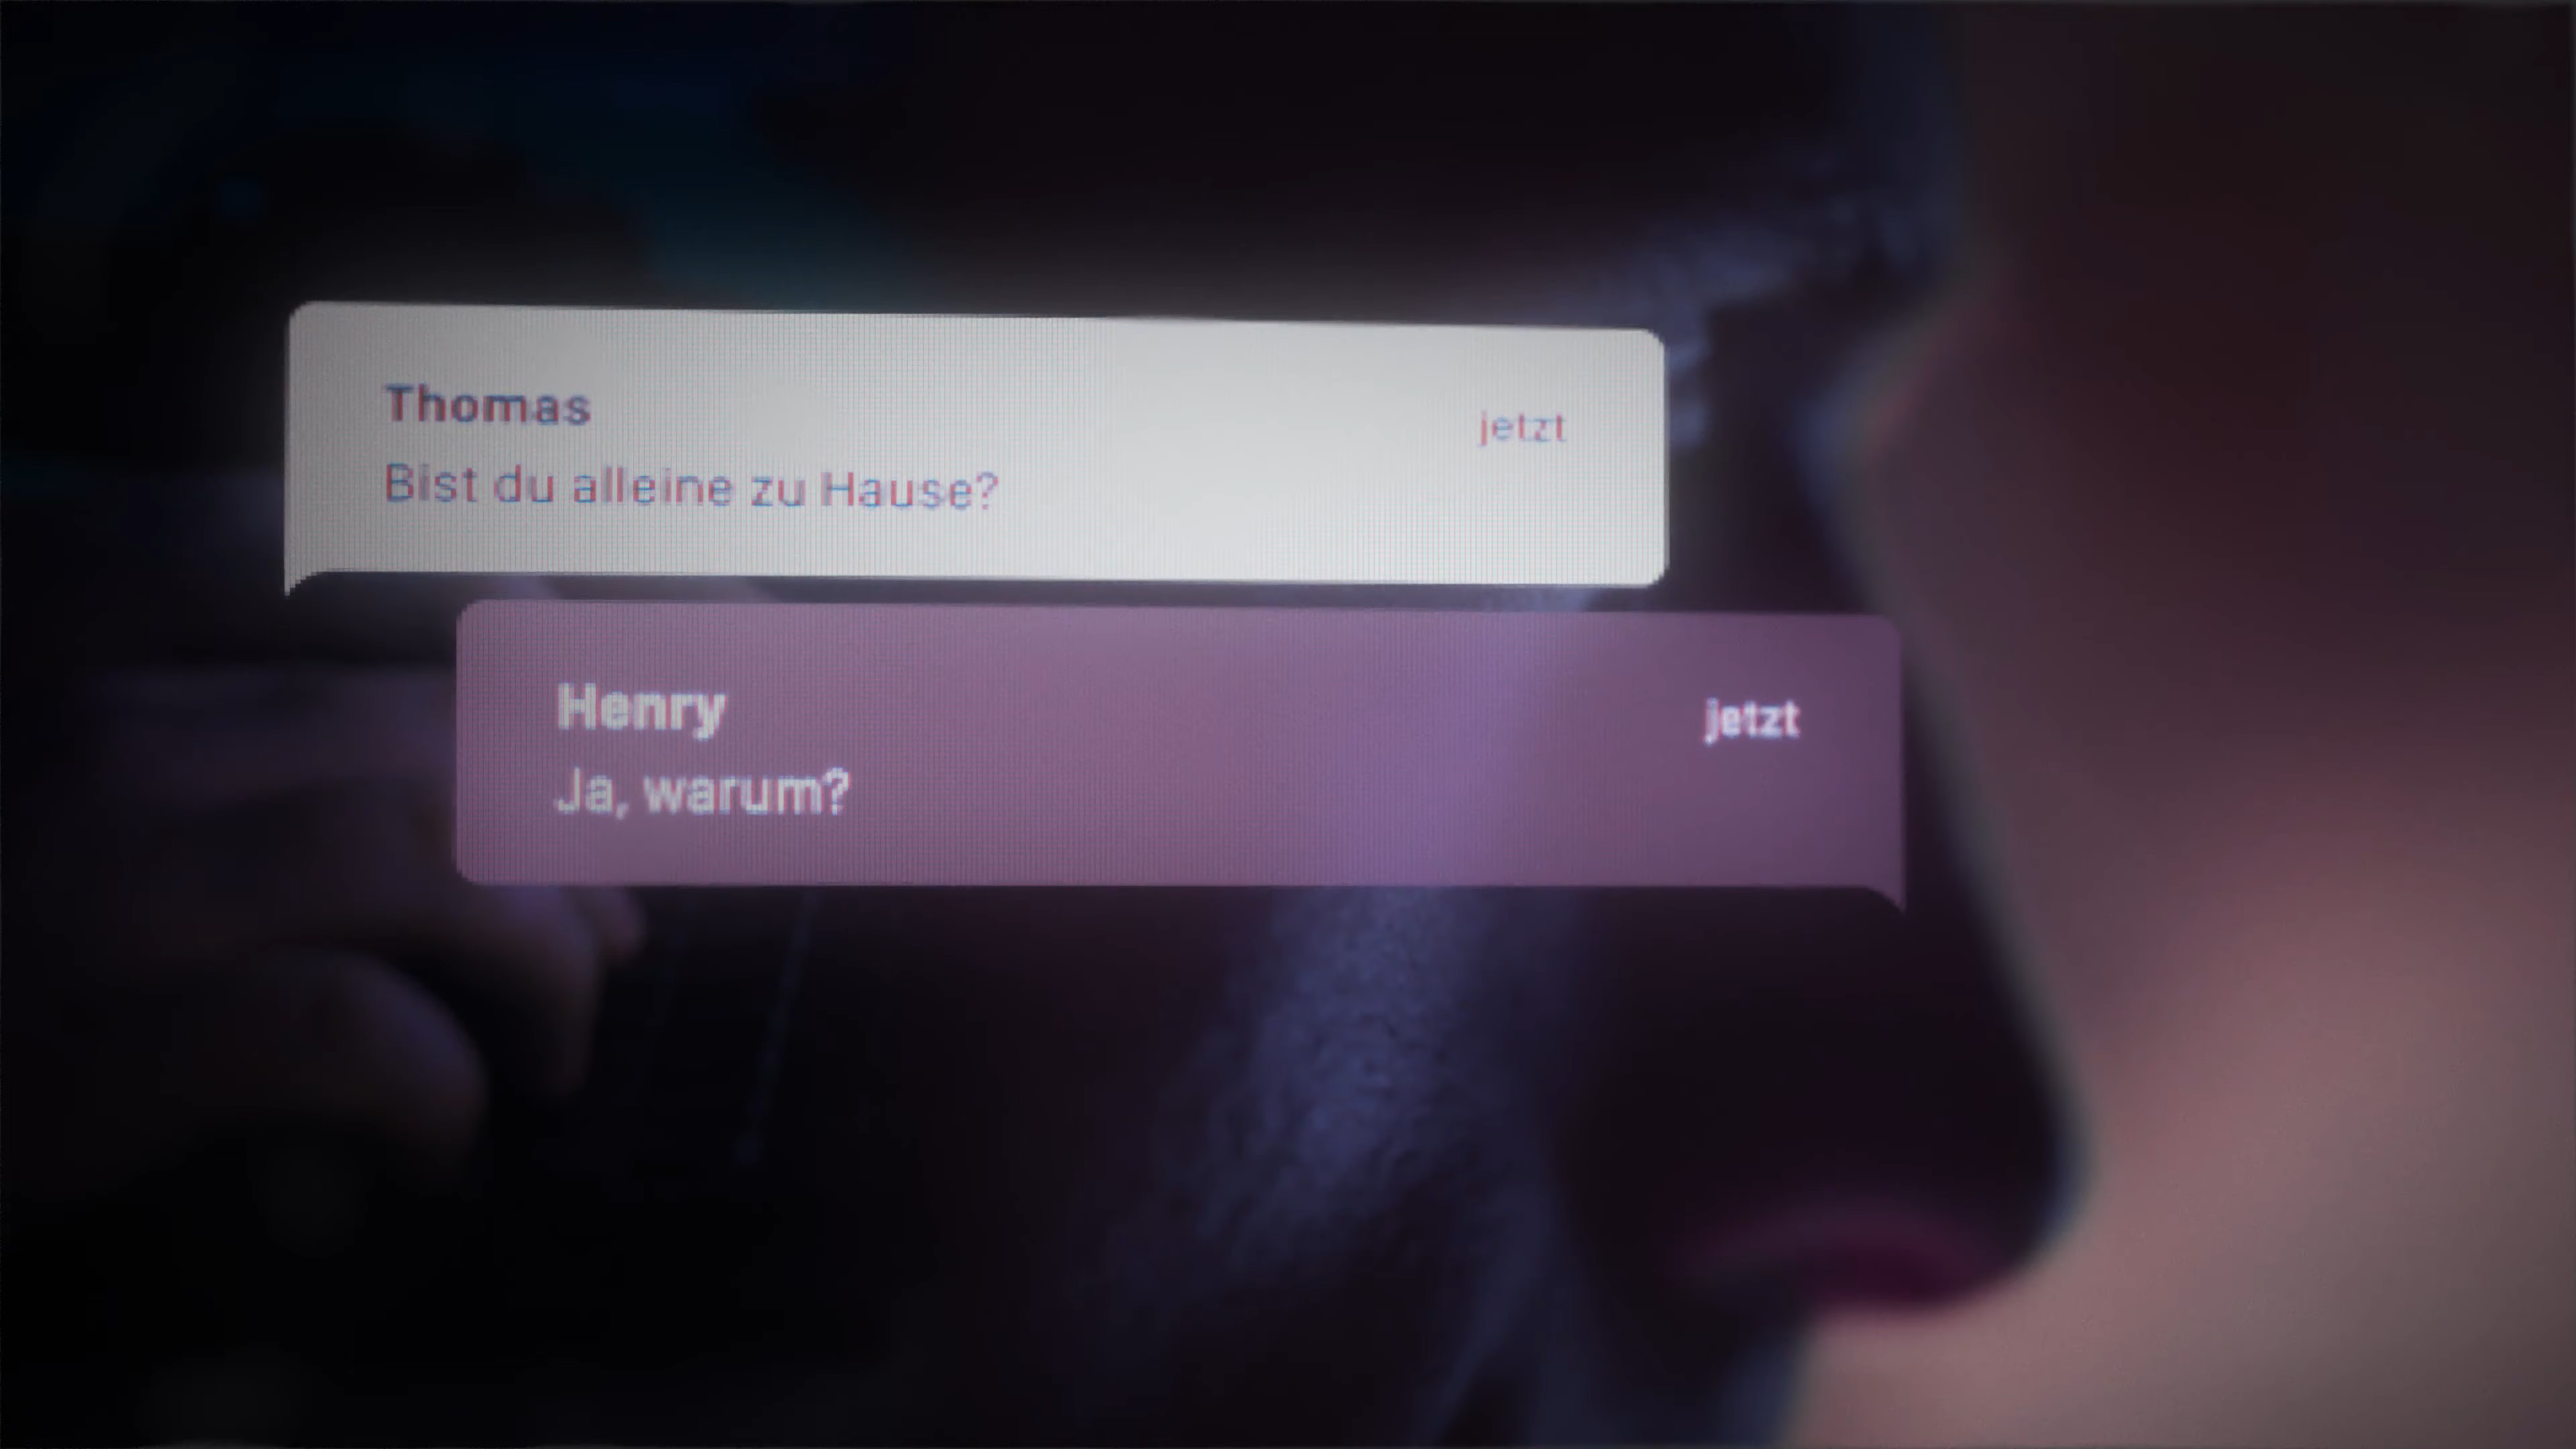 Thomas
jetzt
Bist du alleine zu Hause?
Henry
jetzt
Ja, warum?